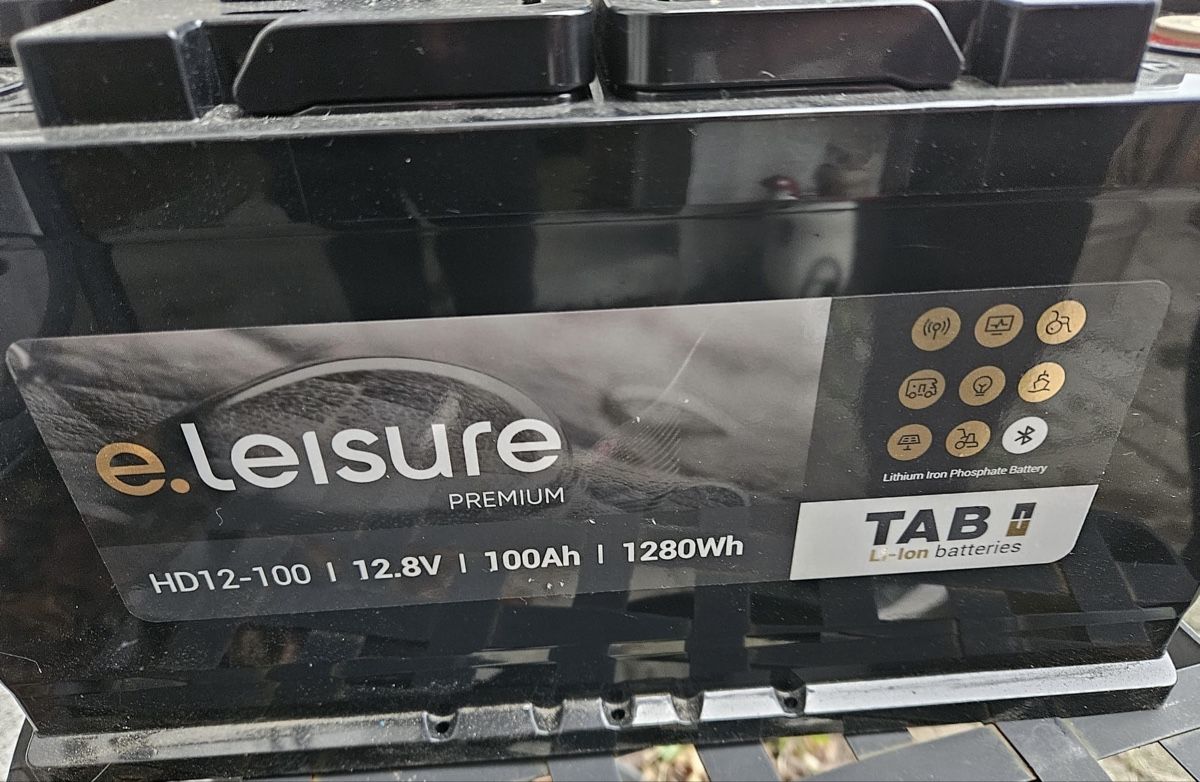 e.Leisure
PREMIUM
HD12-100 | 12.8V | 100Ah | 1280Wh
Lithium Iron Phosphate Battery
TAB
Li-Ion batteries